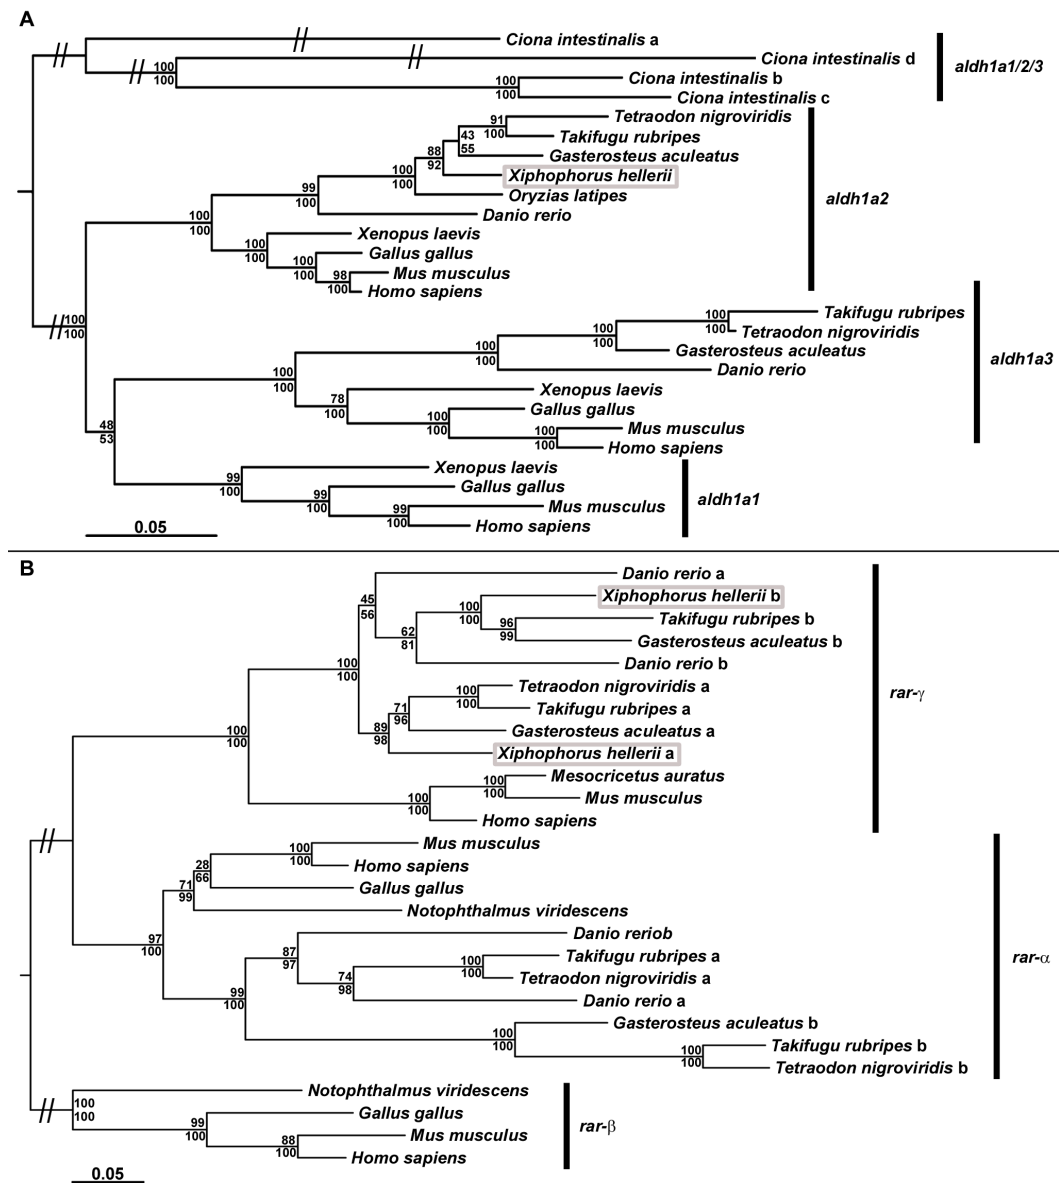 A
Ciona intestinalis a
Ciona intestinalis d
100
100
Ciona intestinalis b
100
100
Ciona intestinalis c
aldh1a1/2/3
Tetraodon nigroviridis
91
100
Takifugu rubripes
43
55
Gasterosteus aculeatus
88
92
Xiphophorus hellerii
100
100
Oryzias latipes
99
100
Danio rerio
aldh1a2
100
100
Xenopus laevis
100
100
Gallus gallus
100
100
Mus musculus
98
100
Homo sapiens
100
100
Takifugu rubripes
100
100
Tetraodon nigroviridis
100
100
Gasterosteus aculeatus
100
100
Danio rerio
aldh1a3
100
100
Xenopus laevis
78
100
Gallus gallus
100
100
Mus musculus
100
100
Homo sapiens
48
53
Xenopus laevis
99
100
Gallus gallus
99
100
Mus musculus
99
100
Homo sapiens
aldh1a1
0.05
B
Danio rerio a
45
56
Xiphophorus hellerii b
100
100
Takifugu rubripes b
96
99
Gasterosteus aculeatus b
62
81
Danio rerio b
100
100
Tetraodon nigroviridis a
100
100
Takifugu rubripes a
71
96
Gasterosteus aculeatus a
89
98
Xiphophorus hellerii a
rar-γ
100
100
Mesocricetus auratus
100
100
Mus musculus
100
100
Homo sapiens
Mus musculus
100
100
Homo sapiens
28
66
Gallus gallus
71
99
Notophthalmus viridescens
97
100
Danio reriob
87
97
Takifugu rubripes a
100
100
Tetraodon nigroviridis a
74
98
Danio rerio a
rar-α
99
100
Gasterosteus aculeatus b
100
100
Takifugu rubripes b
100
100
Tetraodon nigroviridis b
Notophthalmus viridescens
100
100
Gallus gallus
99
100
Mus musculus
88
100
Homo sapiens
rar-β
0.05